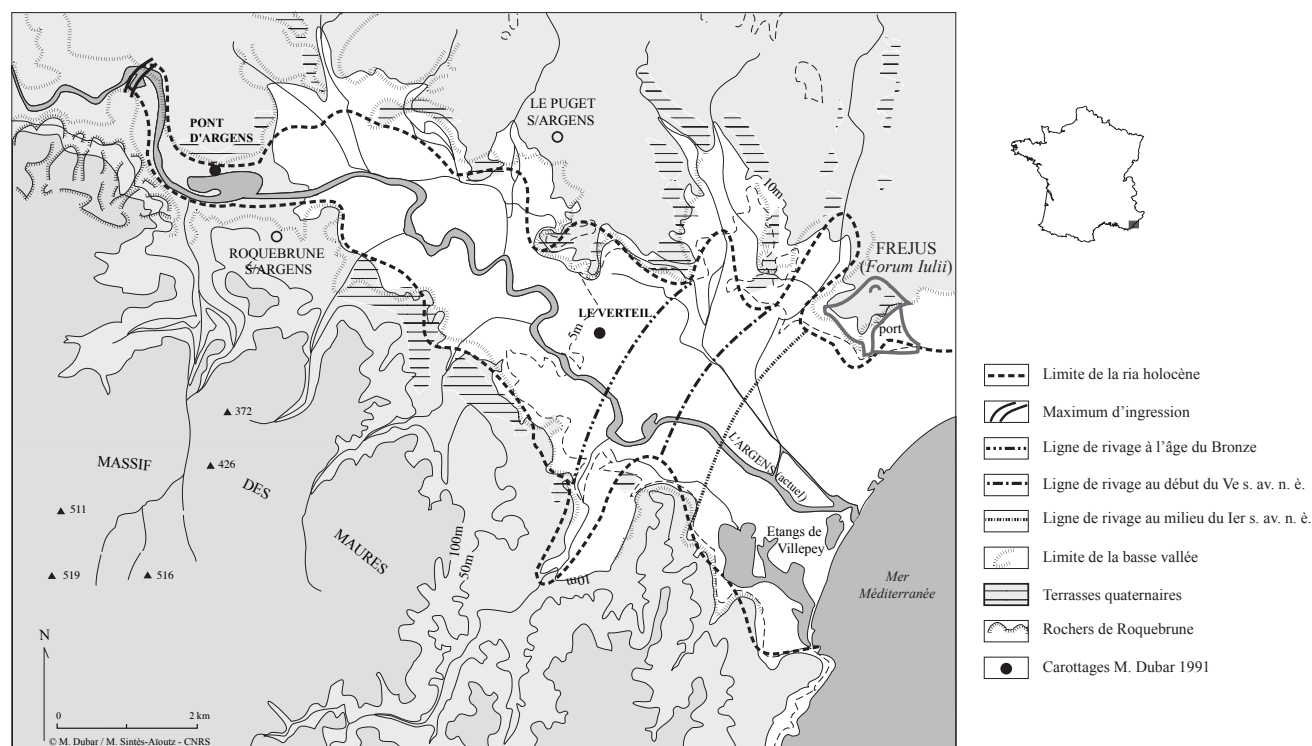 PONT
D'ARGENS
LE PUGET
S/ARGENS
10m
FREJUS
(Forum Iulii)
port
ROQUEBRUNE
S/ARGENS
LE VERTEIL
5m
372
MASSIF
426
DES
511
MAURES
100m
50m
519
516
10m
L'ARGENS (actuel)
Etangs de
Villepey
Mer
Méditerranée
N
0
2 km
© M. Dubar / M. Sintès-Aïoutz - CNRS
Limite de la ria holocène
Maximum d'ingression
Ligne de rivage à l'âge du Bronze
Ligne de rivage au début du Ve s. av. n. è.
Ligne de rivage au milieu du Ier s. av. n. è.
Limite de la basse vallée
Terrasses quaternaires
Rochers de Roquebrune
Carottages M. Dubar 1991